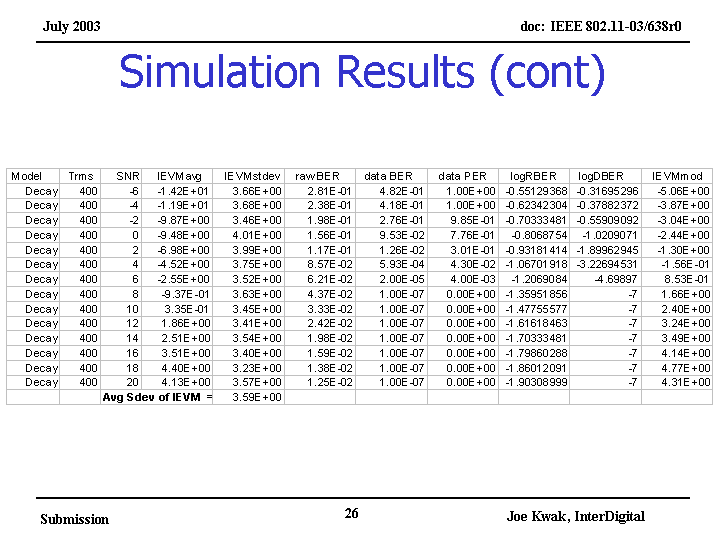 July 2003 doc: IEEE 802.11-03/638r0
Simulation Results (cont)
Model Trms SNR IEVMavg IEVMstdev rawBER data BER data PER logRBER logDBER IEVMmod
Decay 400 -6 -1.42E+01 3.66E+00 2.81E-01 4.82E-01 1.00E+00 -0.55129368 -0.31695296 -5.06E+00
Decay 400 -4 -1.19E+01 3.68E+00 2.38E-01 4.18E-01 1.00E+00 -0.62342304 -0.37882372 -3.87E+00
Decay 400 -2 -9.87E+00 3.46E+00 1.98E-01 2.76E-01 9.85E-01 -0.70333481 -0.55909092 -3.04E+00
Decay 400 0 -9.48E+00 4.01E+00 1.56E-01 9.53E-02 7.76E-01 -0.8068754 -1.0209071 -2.44E+00
Decay 400 2 -6.98E+00 3.99E+00 1.17E-01 1.26E-02 3.01E-01 -0.93181414 -1.89962945 -1.30E+00
Decay 400 4 -4.52E+00 3.75E+00 8.57E-02 5.93E-04 4.30E-02 -1.06701918 -3.22694531 -1.56E-01
Decay 400 6 -2.55E+00 3.52E+00 6.21E-02 2.00E-05 4.00E-03 -1.2069084 -4.69897 8.53E-01
Decay 400 8 -9.37E-01 3.63E+00 4.37E-02 1.00E-07 0.00E+00 -1.35951856 -7 1.66E+00
Decay 400 10 3.35E-01 3.45E+00 3.33E-02 1.00E-07 0.00E+00 -1.47755577 -7 2.40E+00
Decay 400 12 1.86E+00 3.41E+00 2.42E-02 1.00E-07 0.00E+00 -1.61618463 -7 3.24E+00
Decay 400 14 2.51E+00 3.54E+00 1.98E-02 1.00E-07 0.00E+00 -1.70333481 -7 3.49E+00
Decay 400 16 3.51E+00 3.40E+00 1.59E-02 1.00E-07 0.00E+00 -1.79860288 -7 4.14E+00
Decay 400 18 4.40E+00 3.23E+00 1.38E-02 1.00E-07 0.00E+00 -1.86012091 -7 4.77E+00
Decay 400 20 4.13E+00 3.57E+00 1.25E-02 1.00E-07 0.00E+00 -1.90308999 -7 4.31E+00
Avg Sdev of IEVM = 3.59E+00
Submission 26 Joe Kwak, InterDigital